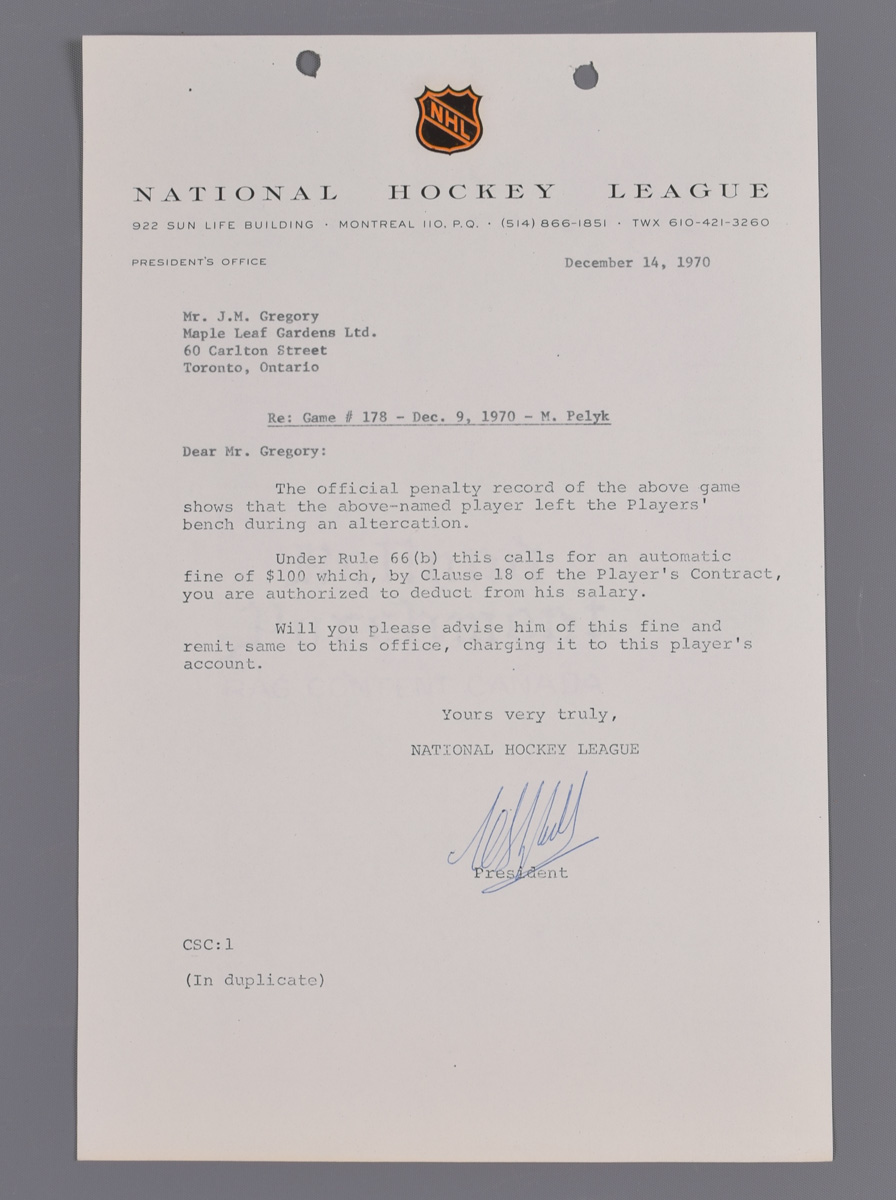 NHL
NATIONAL HOCKEY LEAGUE
922 SUN LIFE BUILDING · MONTREAL 110, P.Q. · (514) 866-1851 · TWX 610-421-3260
PRESIDENT'S OFFICE
December 14, 1970
Mr. J.M. Gregory
Maple Leaf Gardens Ltd.
60 Carlton Street
Toronto, Ontario
Re: Game # 178 - Dec. 9, 1970 - M. Pelyk
Dear Mr. Gregory:
The official penalty record of the above game
shows that the above-named player left the Players'
bench during an altercation.
Under Rule 66(b) this calls for an automatic
fine of $100 which, by Clause 18 of the Player's Contract,
you are authorized to deduct from his salary.
Will you please advise him of this fine and
remit same to this office, charging it to this player's
account.
Yours very truly,
NATIONAL HOCKEY LEAGUE
President
CSC:l
(In duplicate)